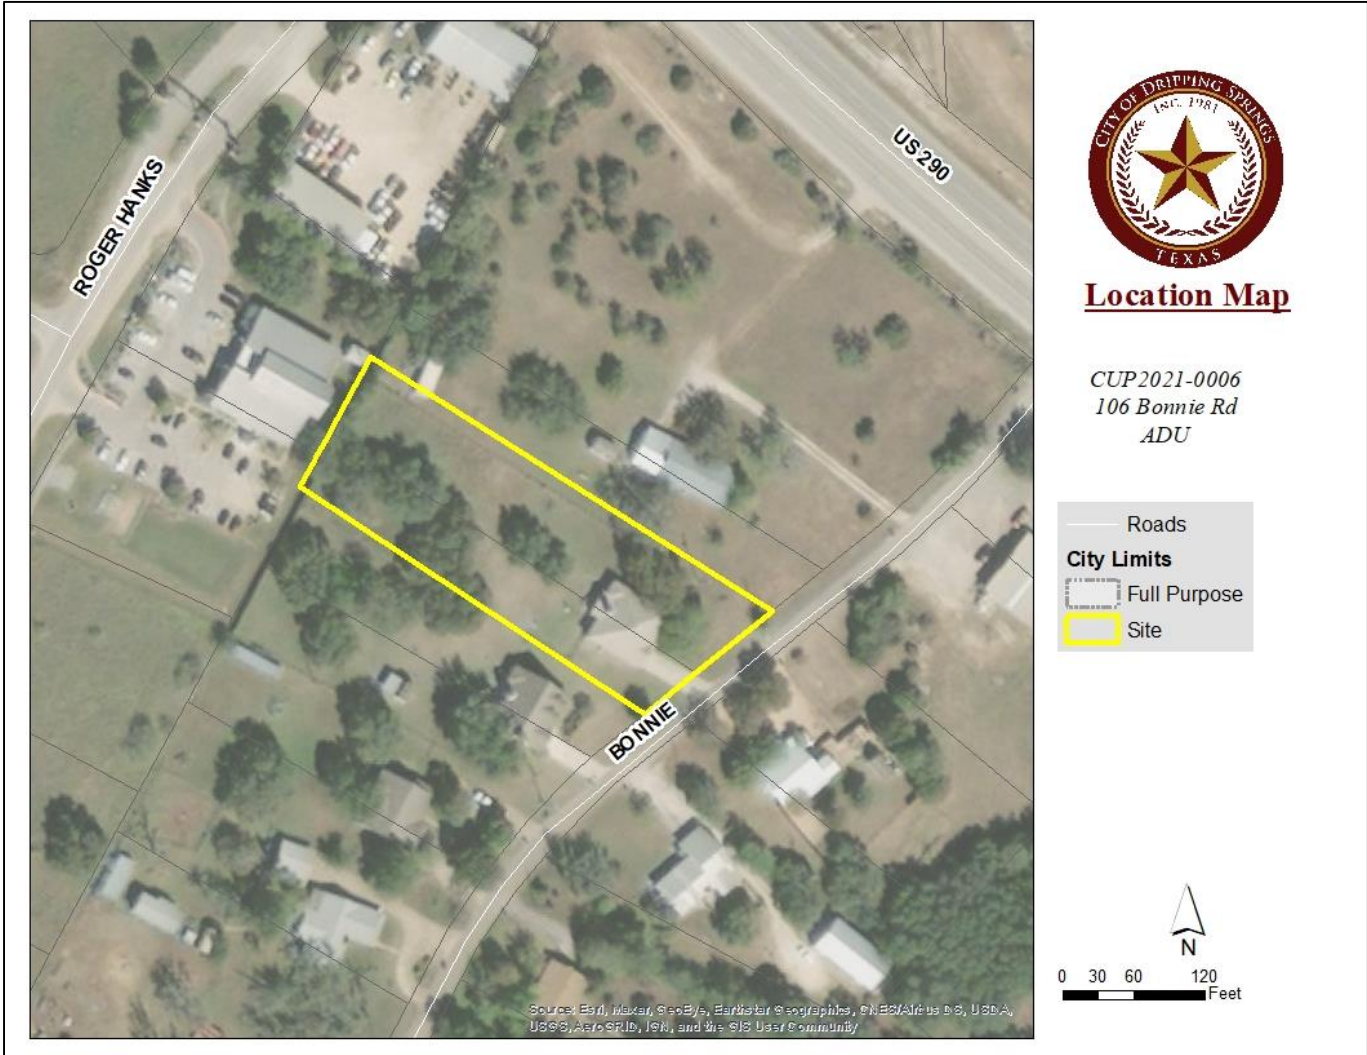 ROGER HANKS
US 290
BONNIE
Source: Esri, Maxar, GeoEye, Earthstar Geographics, CNES/Airbus DS, USDA,
USGS, AeroGRID, IGN, and the GIS User Community
CITY OF DRIPPING SPRINGS
INC. 1981
TEXAS
Location Map
CUP2021-0006
106 Bonnie Rd
ADU
Roads
City Limits
Full Purpose
Site
N
0 30 60 120
Feet